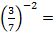 (3/7)⁻² =